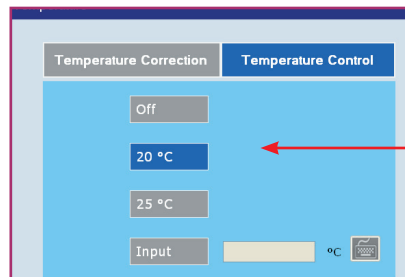 Temperature Correction Temperature Control
Off
20 °C
25 °C
Input °C